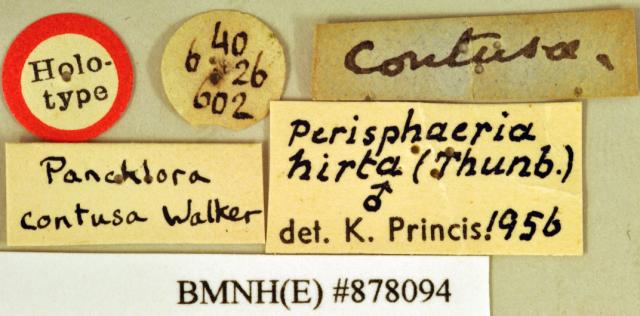 Holo-
type
40
6 26
602
Contusa.
Panchlora
contusa Walker
Perisphaeria
hirta (Thunb.)
♂
det. K. Princis! 1956
BMNH(E) #878094